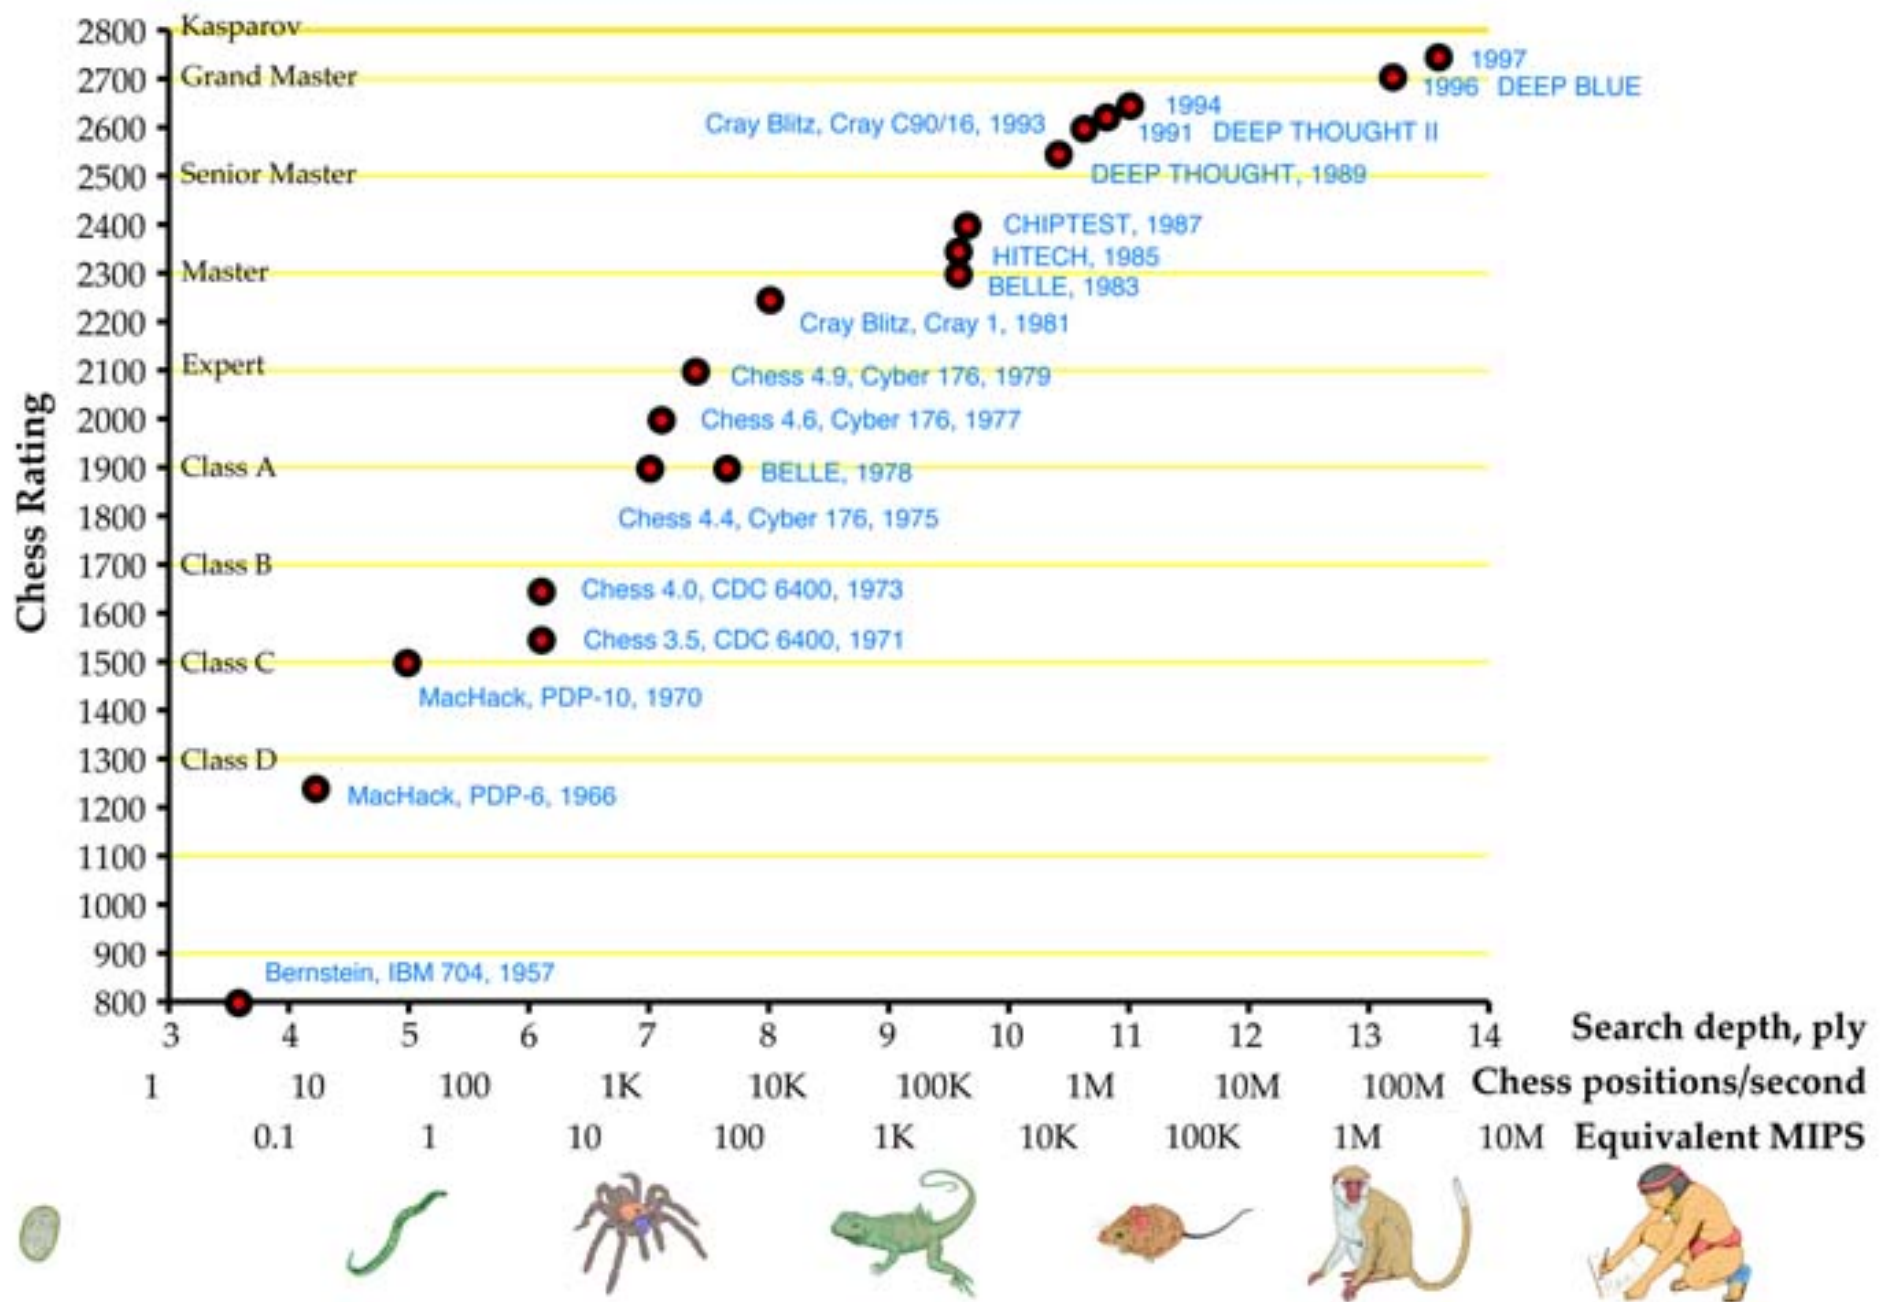 2800 Kasparov
1997
2700 Grand Master
1996 DEEP BLUE
1994
Cray Blitz, Cray C90/16, 1993
2600
1991 DEEP THOUGHT II
2500 Senior Master
DEEP THOUGHT, 1989
2400
CHIPTEST, 1987
HITECH, 1985
2300 Master
BELLE, 1983
2200
Cray Blitz, Cray 1, 1981
2100 Expert
Chess 4.9, Cyber 176, 1979
2000
Chess 4.6, Cyber 176, 1977
1900 Class A
BELLE, 1978
1800
Chess 4.4, Cyber 176, 1975
1700 Class B
Chess 4.0, CDC 6400, 1973
1600
Chess 3.5, CDC 6400, 1971
1500 Class C
MacHack, PDP-10, 1970
1400
1300 Class D
MacHack, PDP-6, 1966
1200
1100
1000
900
Bernstein, IBM 704, 1957
800
Chess Rating
3 4 5 6 7 8 9 10 11 12 13 14 Search depth, ply
1 10 100 1K 10K 100K 1M 10M 100M Chess positions/second
0.1 1 10 100 1K 10K 100K 1M 10M Equivalent MIPS